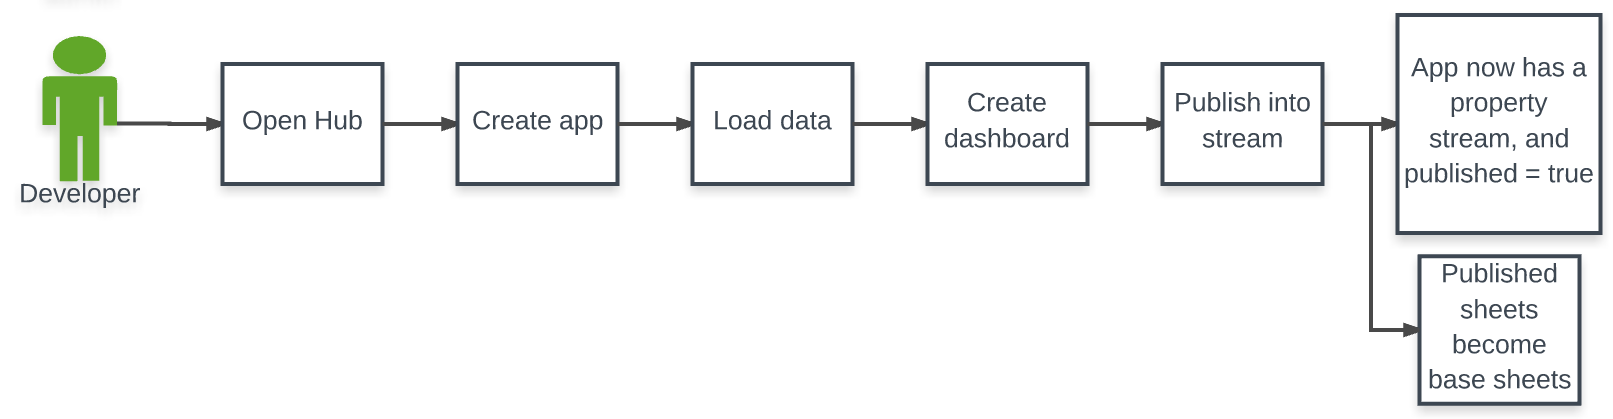 Developer
Open Hub
Create app
Load data
Create
dashboard
Publish into
stream
App now has a
property
stream, and
published = true
Published
sheets
become
base sheets